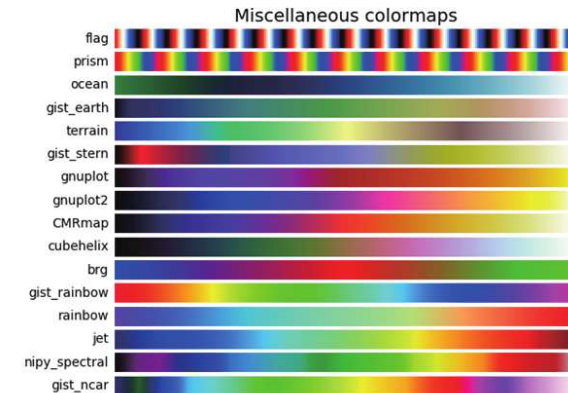 Miscellaneous colormaps
flag
prism
ocean
gist_earth
terrain
gist_stern
gnuplot
gnuplot2
CMRmap
cubehelix
brg
gist_rainbow
rainbow
jet
nipy_spectral
gist_ncar